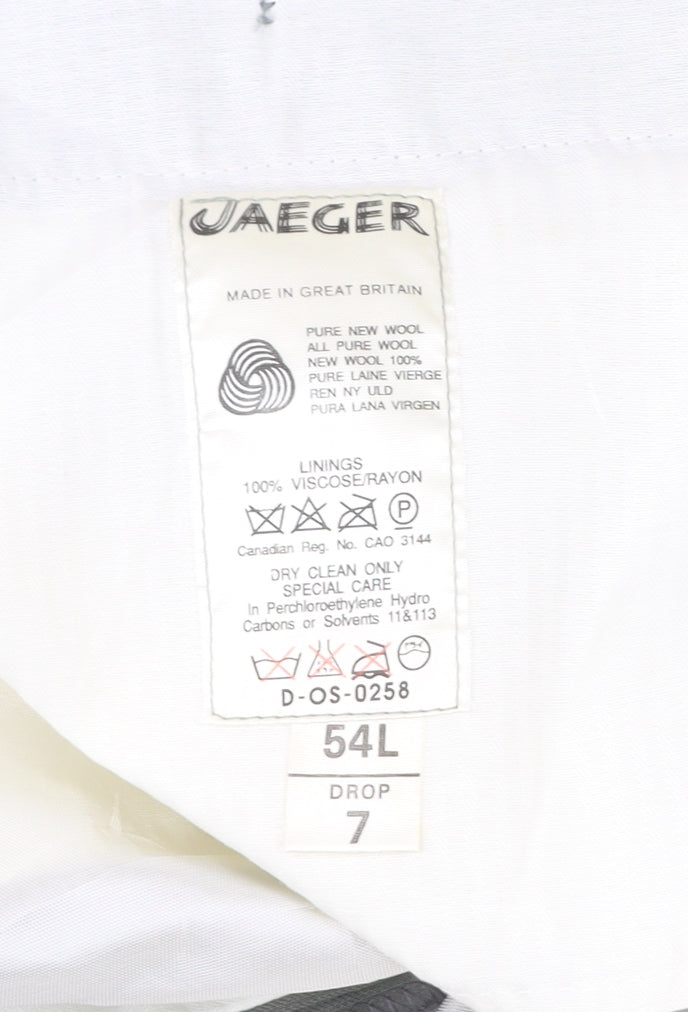 JAEGER
MADE IN GREAT BRITAIN
PURE NEW WOOL
ALL PURE WOOL
NEW WOOL 100%
PURE LAINE VIERGE
REN NY ULD
PURA LANA VIRGEN
LININGS
100% VISCOSE/RAYON
P
Canadian Reg. No. CAO 3144
DRY CLEAN ONLY
SPECIAL CARE
In Perchloroethylene Hydro
Carbons or Solvents 11&113
D-OS-0258
54L
DROP
7